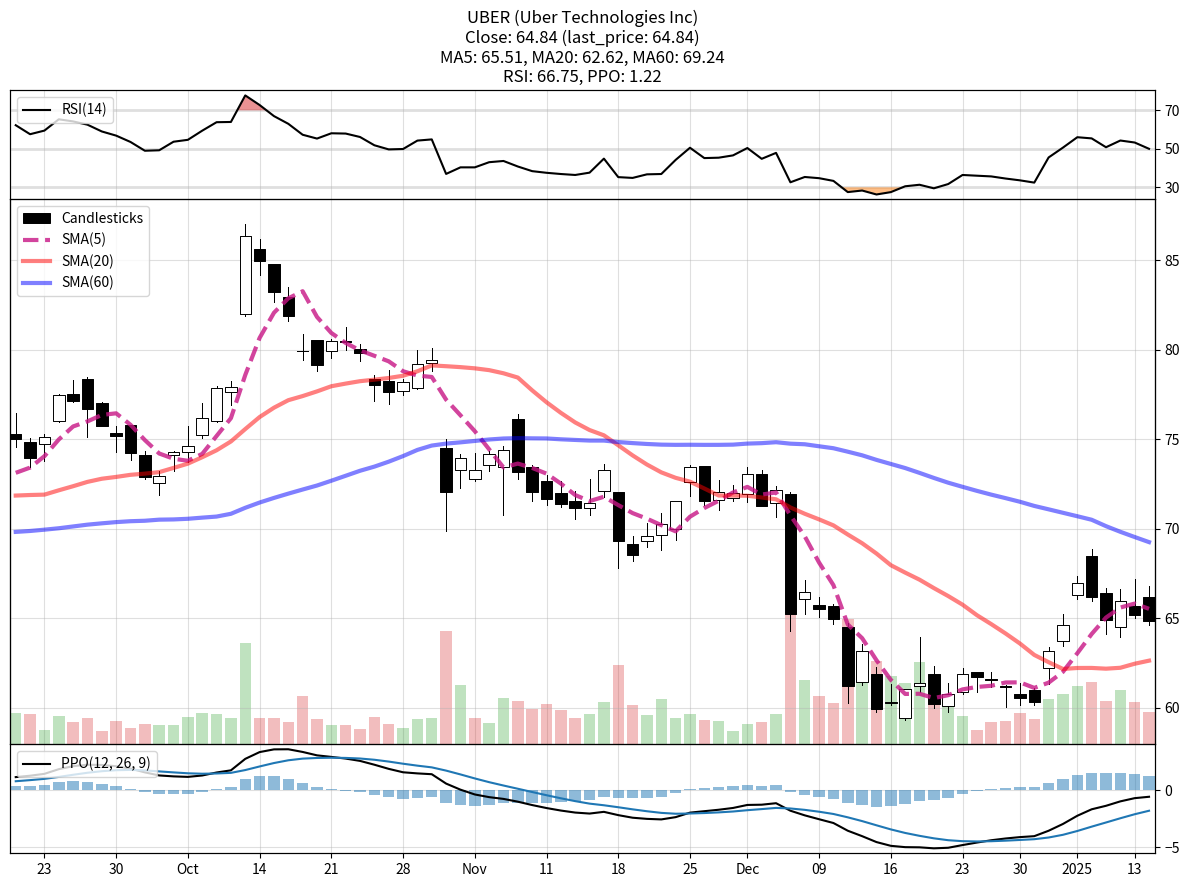 UBER (Uber Technologies Inc)
Close: 64.84 (last_price: 64.84)
MA5: 65.51, MA20: 62.62, MA60: 69.24
RSI: 66.75, PPO: 1.22
RSI(14)
70
50
30
Candlesticks
SMA(5)
SMA(20)
SMA(60)
85
80
75
70
65
60
PPO(12, 26, 9)
0
−5
23 30 Oct 14 21 28 Nov 11 18 25 Dec 09 16 23 30 2025 13